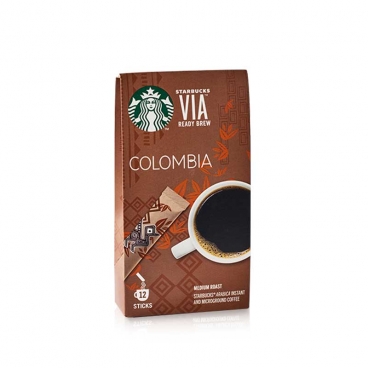 STARBUCKS
VIA
READY BREW
COLOMBIA
12
STICKS
MEDIUM ROAST
STARBUCKS® ARABICA INSTANT
AND MICROGROUND COFFEE